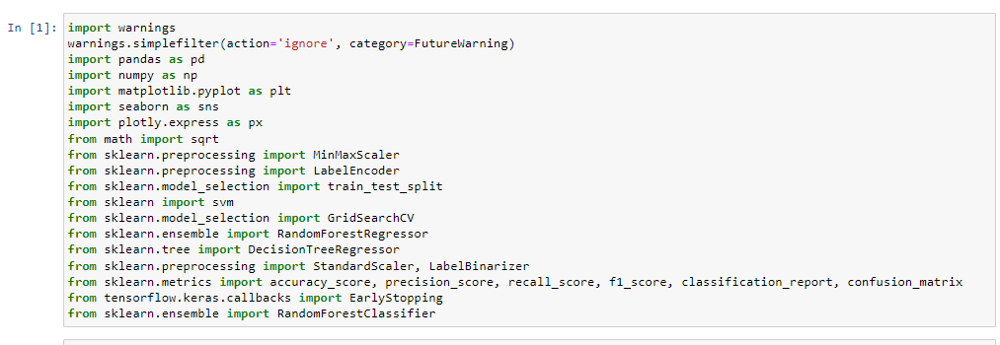 In [1]: import warnings
warnings.simplefilter(action='ignore', category=FutureWarning)
import pandas as pd
import numpy as np
import matplotlib.pyplot as plt
import seaborn as sns
import plotly.express as px
from math import sqrt
from sklearn.preprocessing import MinMaxScaler
from sklearn.preprocessing import LabelEncoder
from sklearn.model_selection import train_test_split
from sklearn import svm
from sklearn.model_selection import GridSearchCV
from sklearn.ensemble import RandomForestRegressor
from sklearn.tree import DecisionTreeRegressor
from sklearn.preprocessing import StandardScaler, LabelBinarizer
from sklearn.metrics import accuracy_score, precision_score, recall_score, f1_score, classification_report, confusion_matrix
from tensorflow.keras.callbacks import EarlyStopping
from sklearn.ensemble import RandomForestClassifier